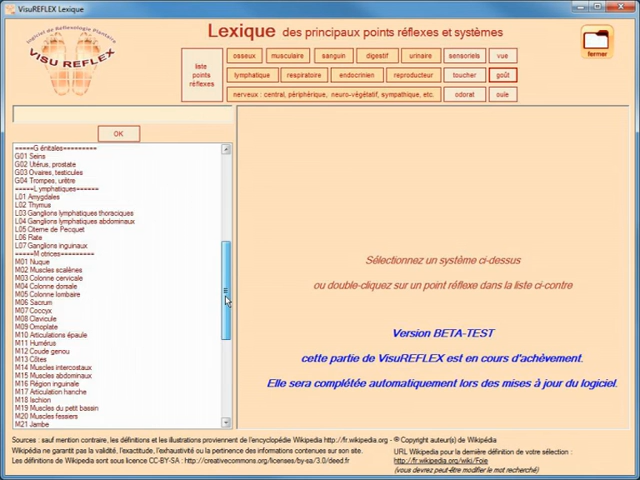 VisuREFLEX Lexique
logiciel de Réflexologie Plantaire
VISU REFLEX
Lexique des principaux points réflexes et systèmes
fermer
liste
points
réflexes
osseux musculaire sanguin digestif urinaire sensoriels vue
lymphatique respiratoire endocrinien reproducteur toucher goût
nerveux : central, périphérique, neuro-végétatif, sympathique, etc. odorat ouïe
OK
=====G énitales=========
G01 Seins
G02 Utérus, prostate
G03 Ovaires, testicules
G04 Trompes, urètre
=====L ymphatiques======
L01 Amygdales
L02 Thymus
L03 Ganglions lymphatiques thoraciques
L04 Ganglions lymphatiques abdominaux
L05 Citerne de Pecquet
L06 Rate
L07 Ganglions inguinaux
=====M otrices==========
M01 Nuque
M02 Muscles scalènes
M03 Colonne cervicale
M04 Colonne dorsale
M05 Colonne lombaire
M06 Sacrum
M07 Coccyx
M08 Clavicule
M09 Omoplate
M10 Articulations épaule
M11 Humérus
M12 Coude genou
M13 Côtes
M14 Muscles intercostaux
M15 Muscles abdominaux
M16 Région inguinale
M17 Articulation hanche
M18 Ischion
M19 Muscles du petit bassin
M20 Muscles fessiers
M21 Jambe
Sélectionnez un système ci-dessus
ou double-cliquez sur un point réflexe dans la liste ci-contre
Version BETA-TEST
cette partie de VisuREFLEX est en cours d'achèvement.
Elle sera complétée automatiquement lors des mises à jour du logiciel.
Sources : sauf mention contraire, les définitions et les illustrations proviennent de l'encyclopédie Wikipedia http://fr.wikipedia.org - ® Copyright auteur(s) de Wikipédia
Wikipédia ne garantit pas la validité, l'exactitude, l'exhaustivité ou la pertinence des informations contenues sur son site.
Les définitions de Wikipedia sont sous licence CC-BY-SA : http://creativecommons.org/licenses/by-sa/3.0/deed.fr
URL Wikipedia pour la dernière définition de votre sélection :
http://fr.wikipedia.org/wiki/Foie
(vous devrez peut-être modifier le mot recherché)